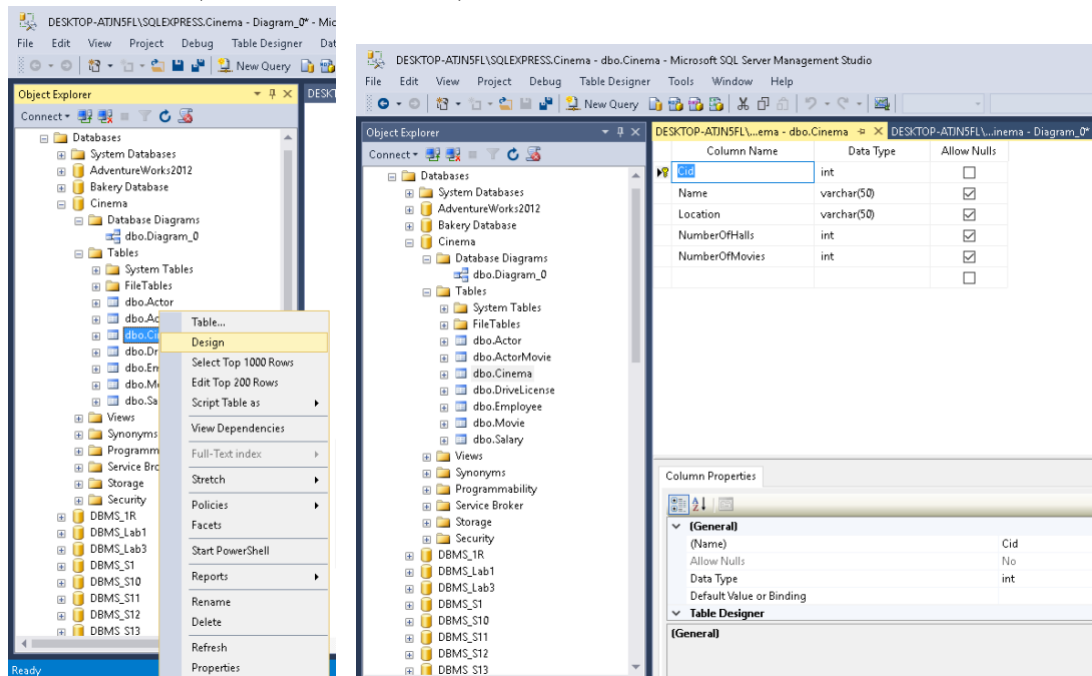 DESKTOP-ATJN5FL\SQLEXPRESS.Cinema - Diagram_0* - Mic
File Edit View Project Debug Table Designer Dat
New Query
Object Explorer
DESKT
Connect
Databases
System Databases
AdventureWorks2012
Bakery Database
Cinema
Database Diagrams
dbo.Diagram_0
Tables
System Tables
FileTables
dbo.Actor
dbo.Ac
dbo.Ci
dbo.Dr
dbo.Em
dbo.Mo
dbo.Sa
Views
Synonyms
Programm
Service Brc
Storage
Security
DBMS_1R
DBMS_Lab1
DBMS_Lab3
DBMS_S1
DBMS_S10
DBMS_S11
DBMS_S12
DBMS_S13
Ready
Table...
Design
Select Top 1000 Rows
Edit Top 200 Rows
Script Table as
View Dependencies
Full-Text index
Stretch
Policies
Facets
Start PowerShell
Reports
Rename
Delete
Refresh
Properties
DESKTOP-ATJN5FL\SQLEXPRESS.Cinema - dbo.Cinema - Microsoft SQL Server Management Studio
File Edit View Project Debug Table Designer Tools Window Help
New Query
Object Explorer
Connect
Databases
System Databases
AdventureWorks2012
Bakery Database
Cinema
Database Diagrams
dbo.Diagram_0
Tables
System Tables
FileTables
dbo.Actor
dbo.ActorMovie
dbo.Cinema
dbo.DriveLicense
dbo.Employee
dbo.Movie
dbo.Salary
Views
Synonyms
Programmability
Service Broker
Storage
Security
DBMS_1R
DBMS_Lab1
DBMS_Lab3
DBMS_S1
DBMS_S10
DBMS_S11
DBMS_S12
DBMS_S13
DESKTOP-ATJN5FL\...ema - dbo.Cinema DESKTOP-ATJN5FL\...inema - Diagram_0*
Column Name Data Type Allow Nulls
Cid int
Name varchar(50)
Location varchar(50)
NumberOfHalls int
NumberOfMovies int
Column Properties
(General)
(Name) Cid
Allow Nulls No
Data Type int
Default Value or Binding
Table Designer
(General)